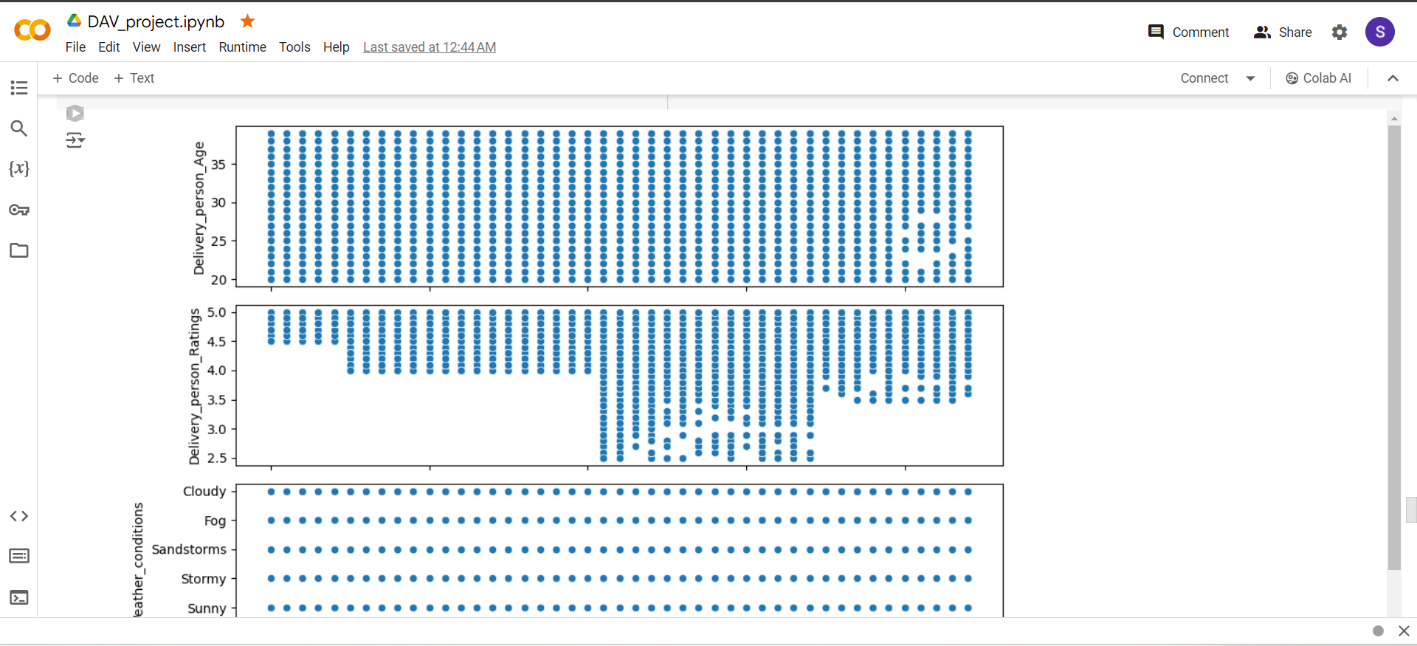 DAV_project.ipynb
File Edit View Insert Runtime Tools Help Last saved at 12:44 AM
Comment Share S
+ Code + Text
Connect Colab AI
{x}
Delivery_person_Age
35
30
25
20
Delivery_person_Ratings
5.0
4.5
4.0
3.5
3.0
2.5
eather_conditions
Cloudy
Fog
Sandstorms
Stormy
Sunny